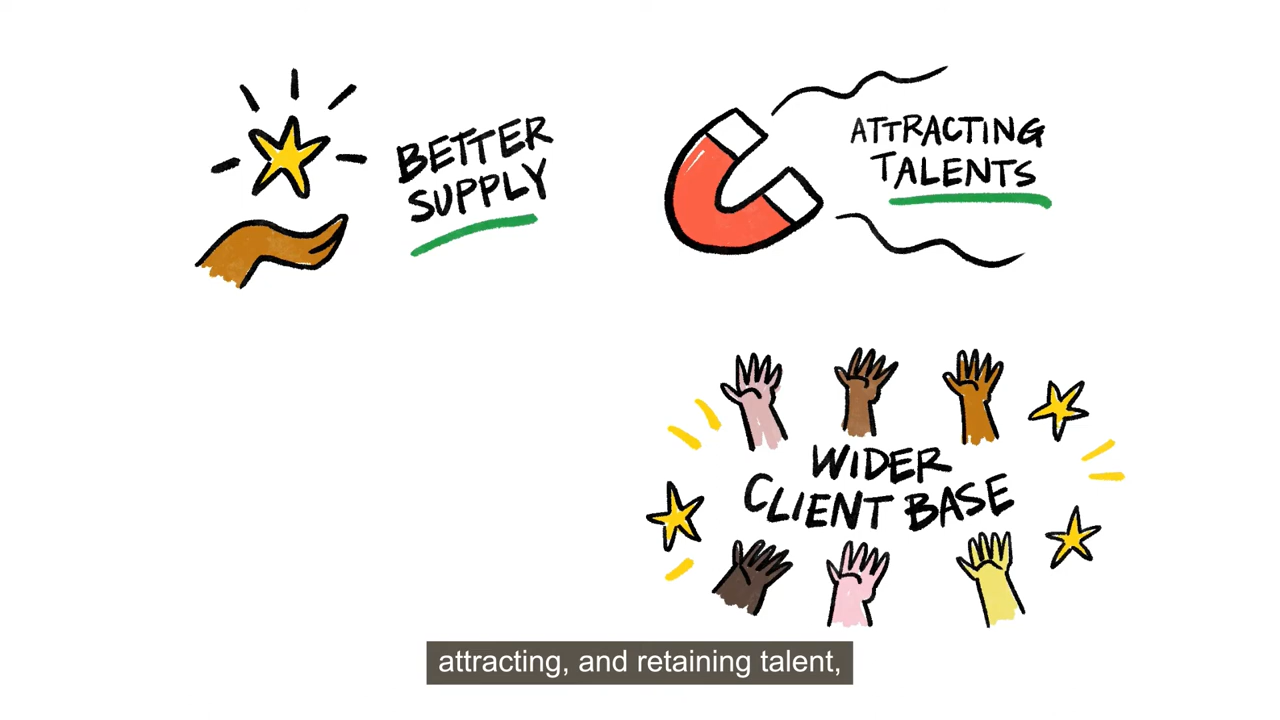 BETTER
SUPPLY
ATTRACTING
TALENTS
WIDER
CLIENT BASE
attracting, and retaining talent,